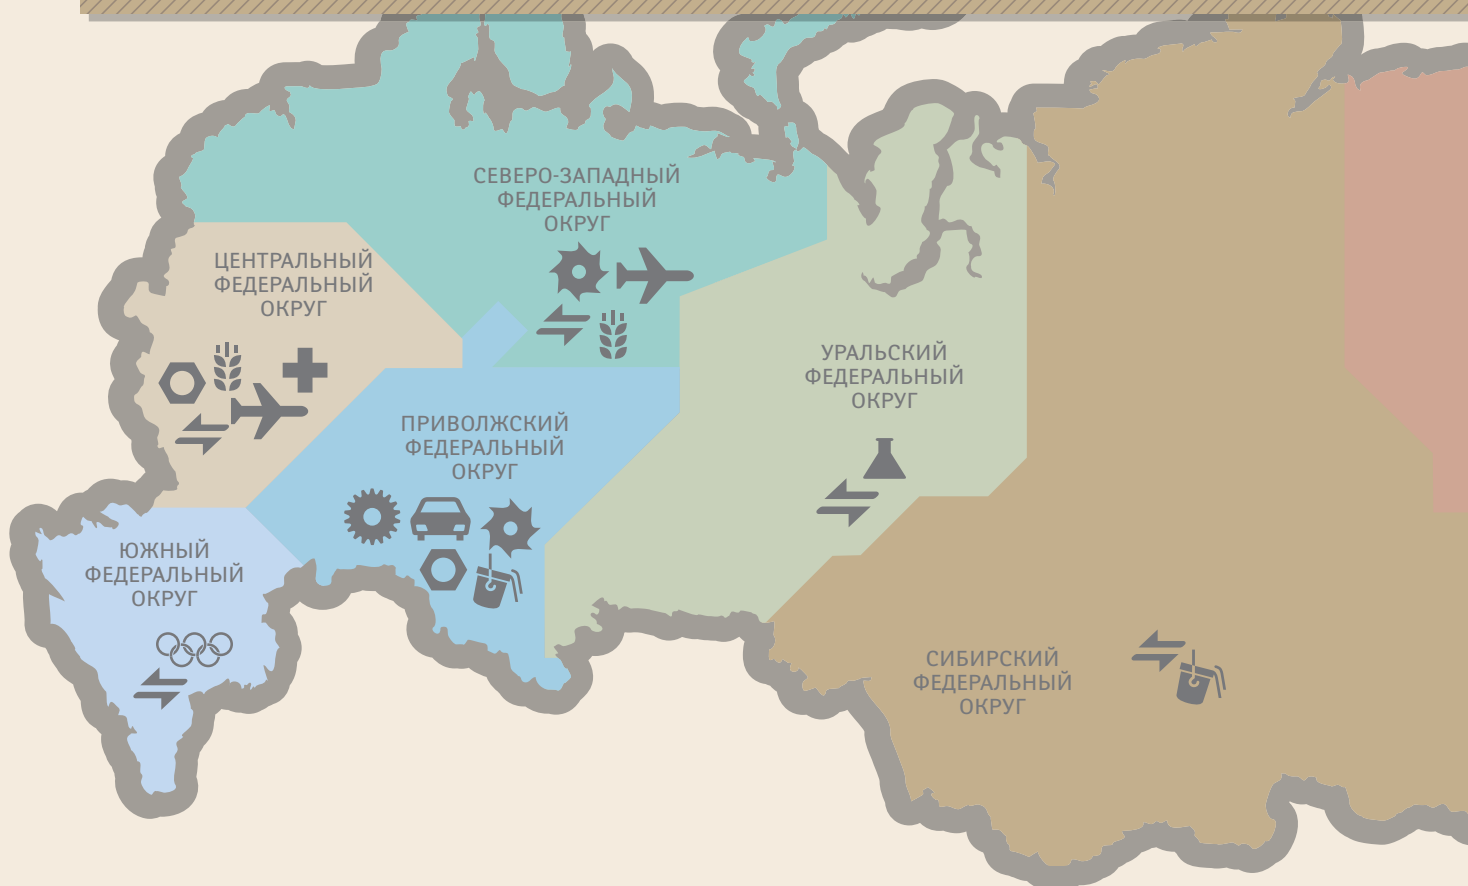 СЕВЕРО-ЗАПАДНЫЙ
ФЕДЕРАЛЬНЫЙ
ОКРУГ
ЦЕНТРАЛЬНЫЙ
ФЕДЕРАЛЬНЫЙ
ОКРУГ
УРАЛЬСКИЙ
ФЕДЕРАЛЬНЫЙ
ОКРУГ
ПРИВОЛЖСКИЙ
ФЕДЕРАЛЬНЫЙ
ОКРУГ
ЮЖНЫЙ
ФЕДЕРАЛЬНЫЙ
ОКРУГ
СИБИРСКИЙ
ФЕДЕРАЛЬНЫЙ
ОКРУГ